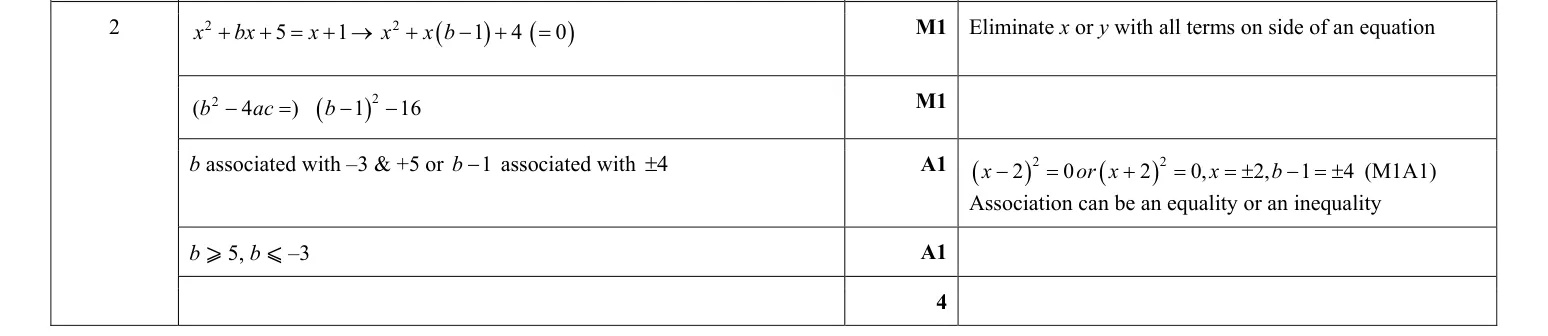 2 x² + bx + 5 = x + 1 → x² + x(b − 1) + 4 (= 0) M1 Eliminate x or y with all terms on side of an equation
(b² − 4ac =) (b − 1)² − 16 M1
b associated with –3 & +5 or b − 1 associated with ±4 A1 (x − 2)² = 0 or (x + 2)² = 0, x = ±2, b − 1 = ±4 (M1A1)
Association can be an equality or an inequality
b ⩾ 5, b ⩽ –3 A1
4